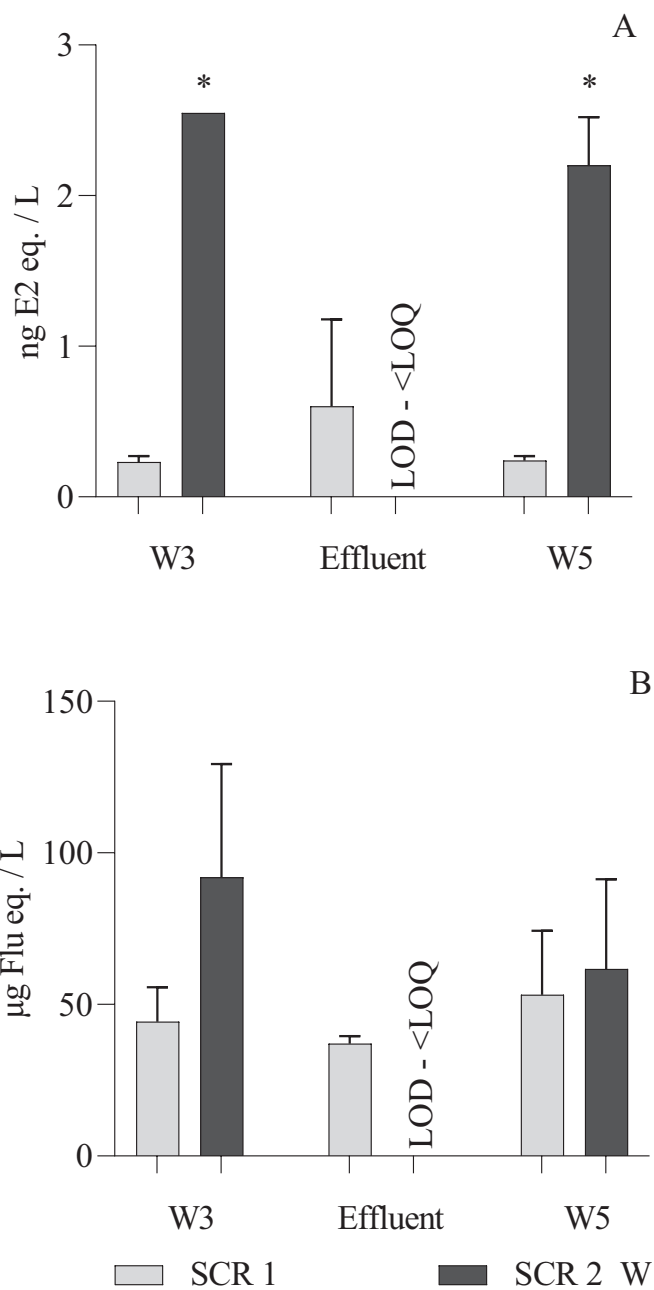 A
3
2
1
0
ng E2 eq. / L
*
*
LOD - <LOQ
W3 Effluent W5
B
150
100
50
0
µg Flu eq. / L
LOD - <LOQ
W3 Effluent W5
SCR 1 SCR 2 W